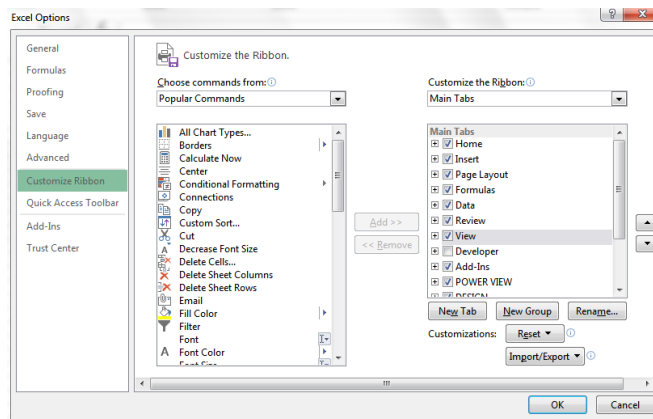 Excel Options
General
Formulas
Proofing
Save
Language
Advanced
Customize Ribbon
Quick Access Toolbar
Add-Ins
Trust Center
Customize the Ribbon.
Choose commands from:
Popular Commands
All Chart Types...
Borders
Calculate Now
Center
Conditional Formatting
Connections
Copy
Custom Sort...
Cut
Decrease Font Size
Delete Cells...
Delete Sheet Columns
Delete Sheet Rows
Email
Fill Color
Filter
Font
Font Color
Font Size
Add >>
<< Remove
Customize the Ribbon:
Main Tabs
Main Tabs
Home
Insert
Page Layout
Formulas
Data
Review
View
Developer
Add-Ins
POWER VIEW
DESIGN
New Tab
New Group
Rename...
Customizations:
Reset
Import/Export
OK
Cancel